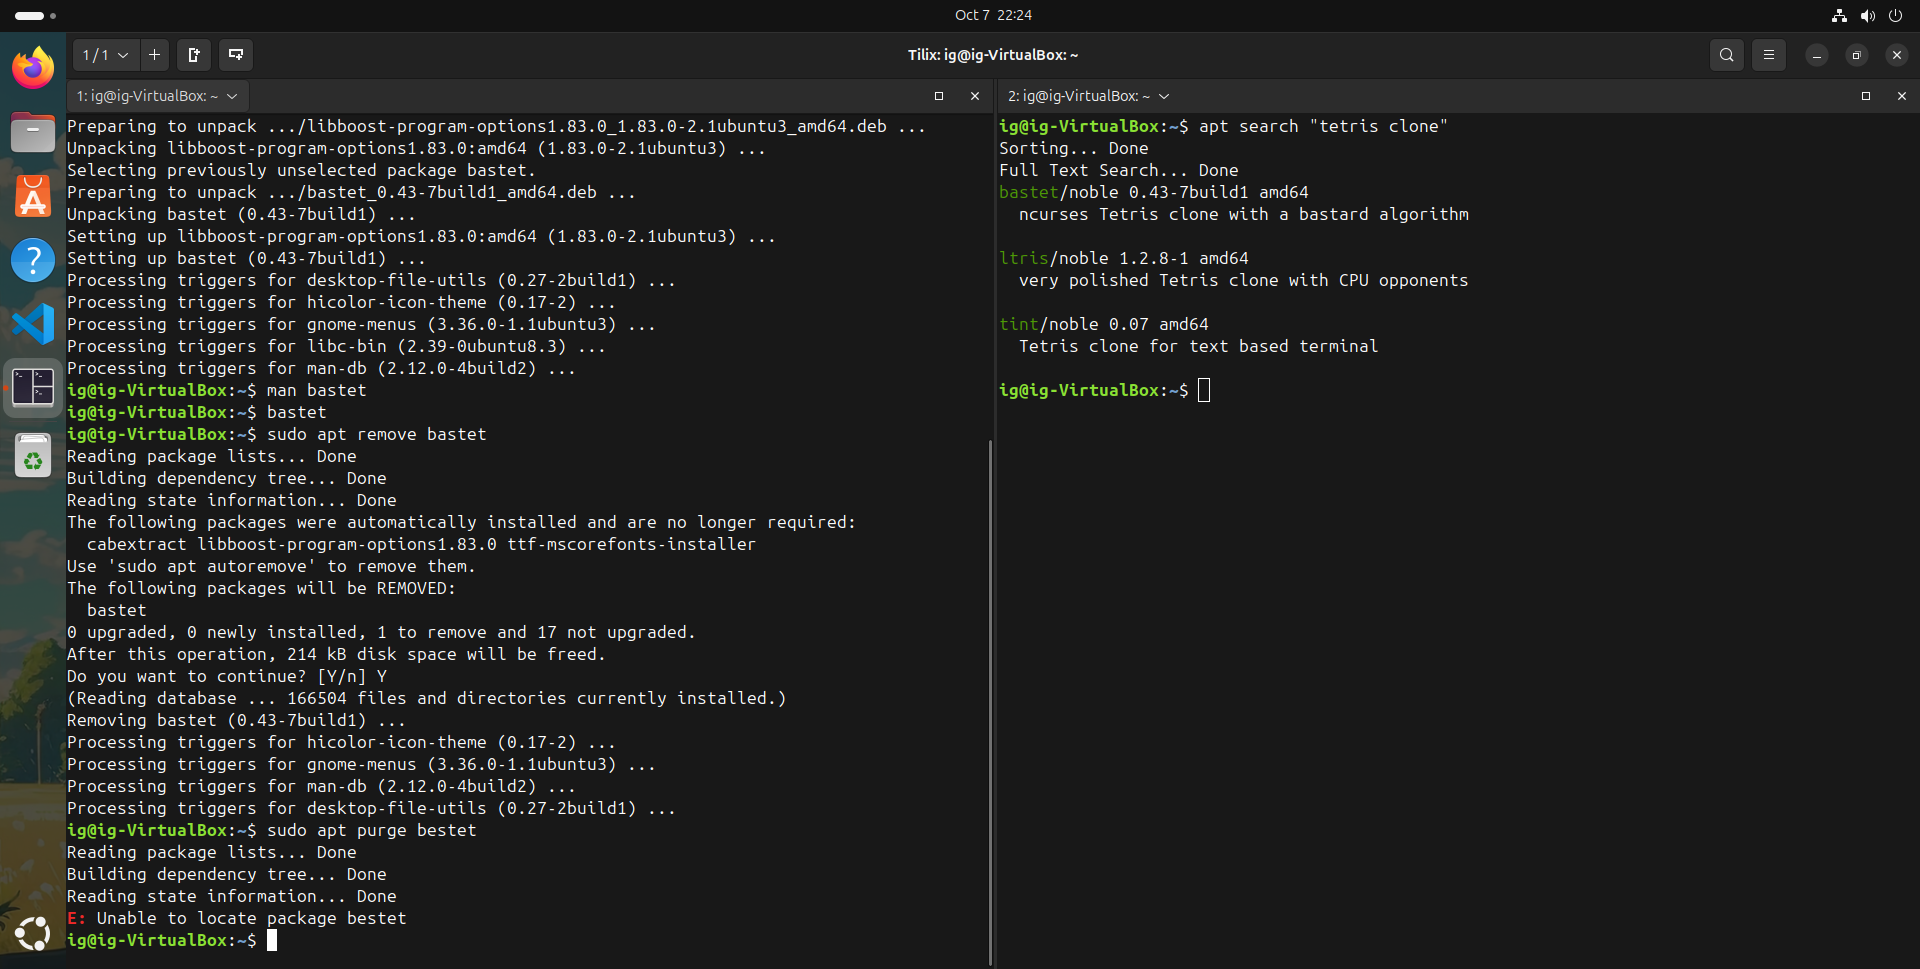 Oct 7 22:24
1 / 1
Tilix: ig@ig-VirtualBox: ~
1: ig@ig-VirtualBox: ~
Preparing to unpack .../libboost-program-options1.83.0_1.83.0-2.1ubuntu3_amd64.deb ...
Unpacking libboost-program-options1.83.0:amd64 (1.83.0-2.1ubuntu3) ...
Selecting previously unselected package bastet.
Preparing to unpack .../bastet_0.43-7build1_amd64.deb ...
Unpacking bastet (0.43-7build1) ...
Setting up libboost-program-options1.83.0:amd64 (1.83.0-2.1ubuntu3) ...
Setting up bastet (0.43-7build1) ...
Processing triggers for desktop-file-utils (0.27-2build1) ...
Processing triggers for hicolor-icon-theme (0.17-2) ...
Processing triggers for gnome-menus (3.36.0-1.1ubuntu3) ...
Processing triggers for libc-bin (2.39-0ubuntu8.3) ...
Processing triggers for man-db (2.12.0-4build2) ...
ig@ig-VirtualBox:~$ man bastet
ig@ig-VirtualBox:~$ bastet
ig@ig-VirtualBox:~$ sudo apt remove bastet
Reading package lists... Done
Building dependency tree... Done
Reading state information... Done
The following packages were automatically installed and are no longer required:
  cabextract libboost-program-options1.83.0 ttf-mscorefonts-installer
Use 'sudo apt autoremove' to remove them.
The following packages will be REMOVED:
  bastet
0 upgraded, 0 newly installed, 1 to remove and 17 not upgraded.
After this operation, 214 kB disk space will be freed.
Do you want to continue? [Y/n] Y
(Reading database ... 166504 files and directories currently installed.)
Removing bastet (0.43-7build1) ...
Processing triggers for hicolor-icon-theme (0.17-2) ...
Processing triggers for gnome-menus (3.36.0-1.1ubuntu3) ...
Processing triggers for man-db (2.12.0-4build2) ...
Processing triggers for desktop-file-utils (0.27-2build1) ...
ig@ig-VirtualBox:~$ sudo apt purge bestet
Reading package lists... Done
Building dependency tree... Done
Reading state information... Done
E: Unable to locate package bestet
ig@ig-VirtualBox:~$
2: ig@ig-VirtualBox: ~
ig@ig-VirtualBox:~$ apt search "tetris clone"
Sorting... Done
Full Text Search... Done
bastet/noble 0.43-7build1 amd64
  ncurses Tetris clone with a bastard algorithm
ltris/noble 1.2.8-1 amd64
  very polished Tetris clone with CPU opponents
tint/noble 0.07 amd64
  Tetris clone for text based terminal
ig@ig-VirtualBox:~$